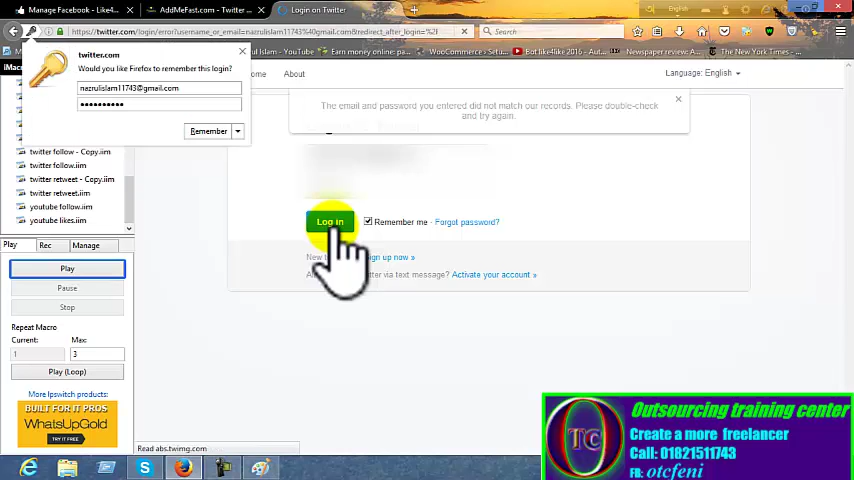 Manage Facebook - Like4...
AddMeFast.com - Twitter ...
Login on Twitter
https://twitter.com/login/error?username_or_email=nazrulislam11743%40gmail.com&redirect_after_login=%2F
Search
Earn money online: pa...
WooCommerce / Setting...
Bot like4like 2016 - Aut...
Newspaper review: A...
The New York Times - ...
twitter.com
Would you like Firefox to remember this login?
nazrulislam11743@gmail.com
Remember
About
Language: English
The email and password you entered did not match our records. Please double-check
and try again.
twitter follow - Copy.iim
twitter follow.iim
twitter retweet - Copy.iim
twitter retweet.iim
youtube likes.iim
Log in
Remember me - Forgot password?
sign up now »
via text message? Activate your account »
Play
Rec
Manage
Play
Pause
Stop
Repeat Macro
Current:
Max:
1
3
Play (Loop)
More Ipswitch products:
BUILT FOR IT PROS
WhatsUpGold
TRY IT FREE
Read abs.twimg.com
OTC
Outsourcing training center
Create a more freelancer
Call: 01821511743
FB: otcfeni